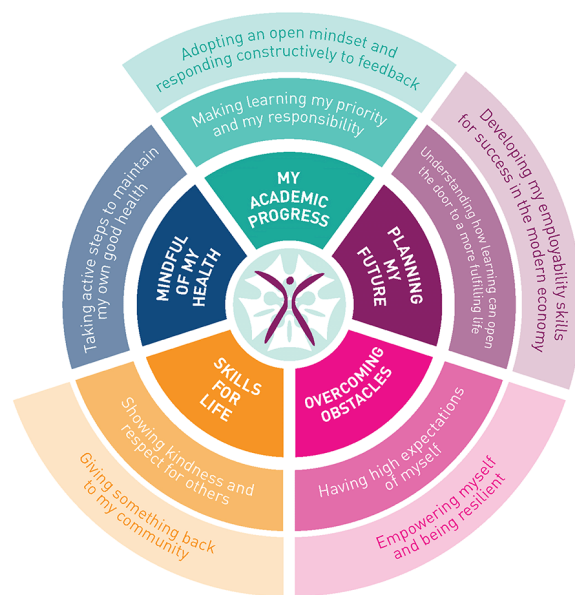 Adopting an open mindset and
responding constructively to feedback
Making learning my priority
and my responsibility
MY
ACADEMIC
PROGRESS
Developing my employability skills
for success in the modern economy
Understanding how learning can open
the door to a more fulfilling life
PLANNING
MY
FUTURE
OVERCOMING
OBSTACLES
Having high expectations
of myself
Empowering myself
and being resilient
SKILLS
FOR
LIFE
Showing kindness and
respect for others
Giving something back
to my community
MINDFUL
OF MY
HEALTH
Taking active steps to maintain
my own good health